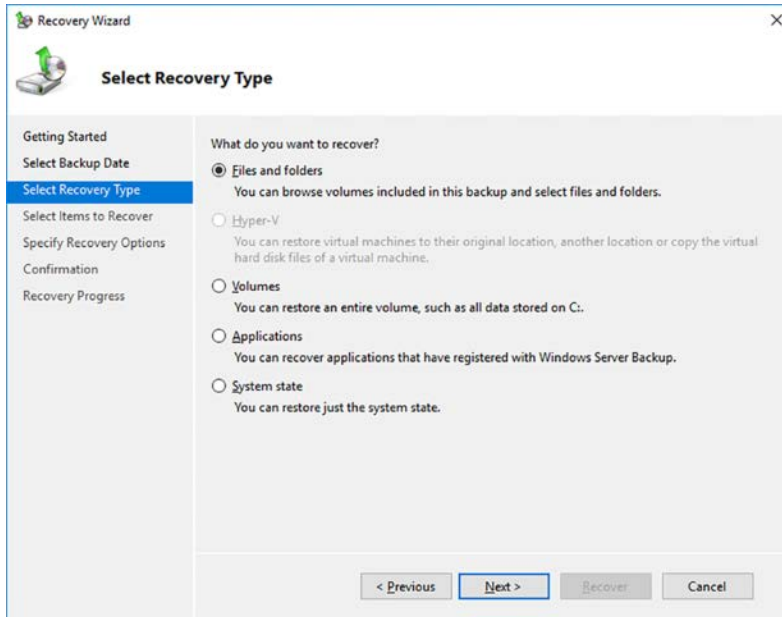 Recovery Wizard
Select Recovery Type
Getting Started
Select Backup Date
Select Recovery Type
Select Items to Recover
Specify Recovery Options
Confirmation
Recovery Progress
What do you want to recover?
Files and folders
You can browse volumes included in this backup and select files and folders.
Hyper-V
You can restore virtual machines to their original location, another location or copy the virtual
hard disk files of a virtual machine.
Volumes
You can restore an entire volume, such as all data stored on C:.
Applications
You can recover applications that have registered with Windows Server Backup.
System state
You can restore just the system state.
< Previous
Next >
Recover
Cancel